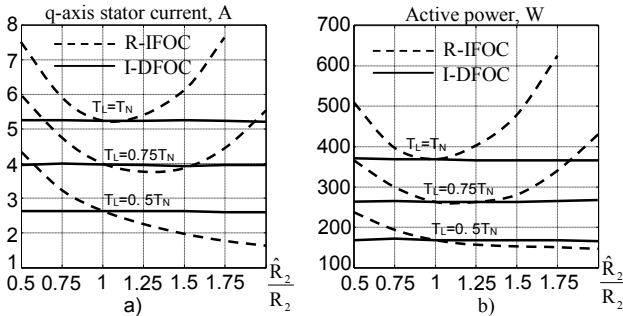 q-axis stator current, A
8
7
6
5
4
3
2
1
R-IFOC
I-DFOC
T_L=T_N
T_L=0.75T_N
T_L=0. 5T_N
0.5 0.75 1 1.25 1.5 1.75
R̂_2
R_2
a)
Active power, W
700
600
500
400
300
200
100
R-IFOC
I-DFOC
T_L=T_N
T_L=0.75T_N
T_L=0. 5T_N
0.5 0.75 1 1.25 1.5 1.75
R̂_2
R_2
b)